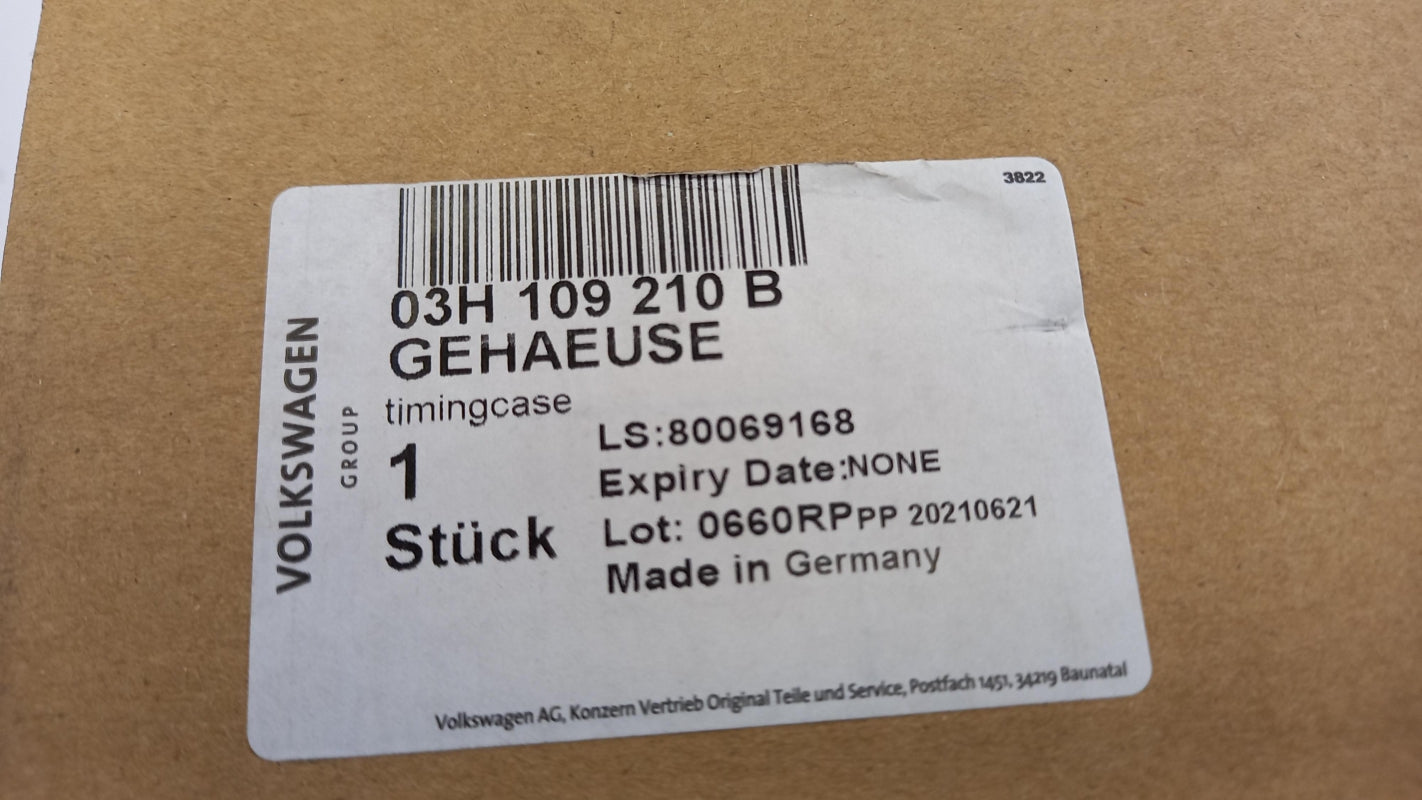 3822
03H 109 210 B
GEHAEUSE
timingcase
1
Stück
LS:80069168
Expiry Date:NONE
Lot: 0660RPPP 20210621
Made in Germany
VOLKSWAGEN
GROUP
Volkswagen AG, Konzern Vertrieb Original Teile und Service, Postfach 1451, 34219 Baunatal